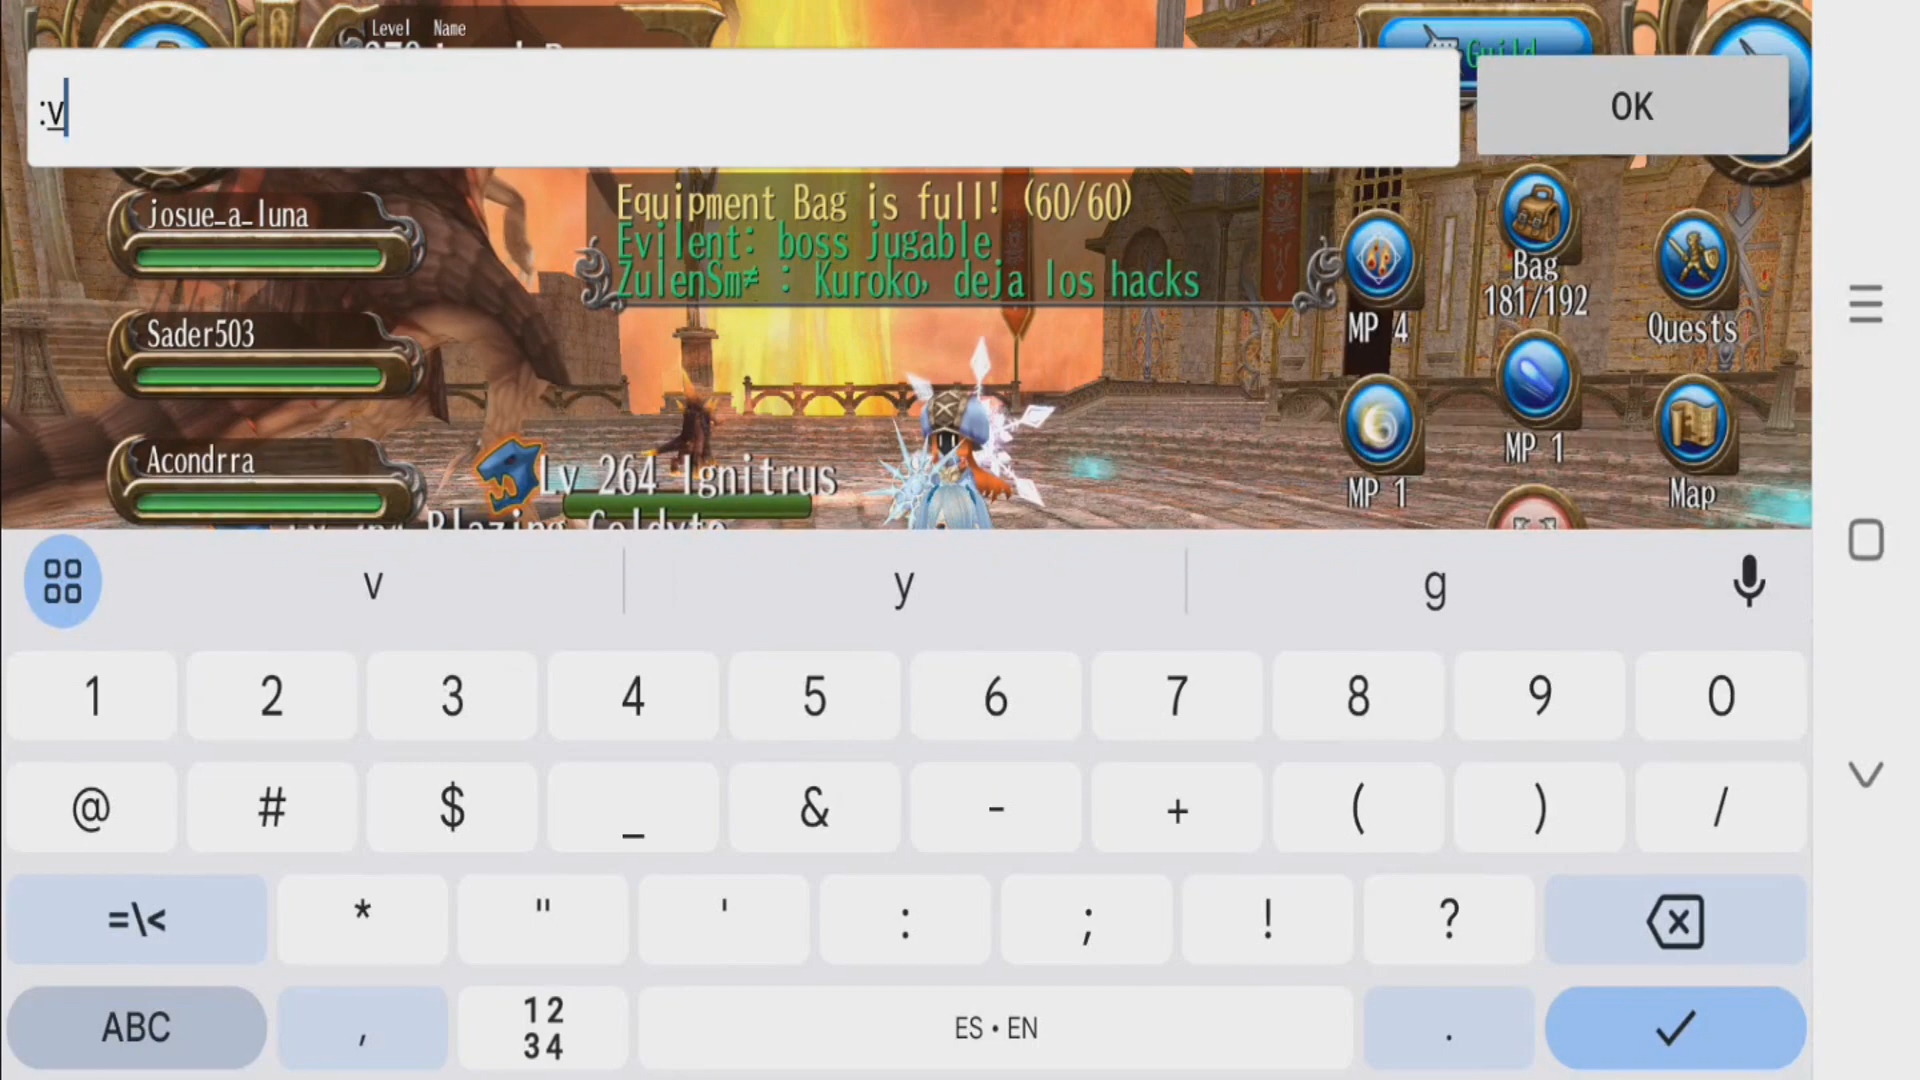 Level Name
Guild
:v
OK
josue_a_luna
Equipment Bag is full! (60/60)
Evilent: boss jugable
ZulenSm≠ : Kuroko, deja los hacks
Bag
181/192
MP 4
Quests
Sader503
MP 1
Acondrra
Lv 264 Ignitrus
MP 1
Map
v y g
1 2 3 4 5 6 7 8 9 0
@ # $ _ & - + ( ) /
=\< * " ' : ; ! ?
ABC , 12 ES • EN .
34